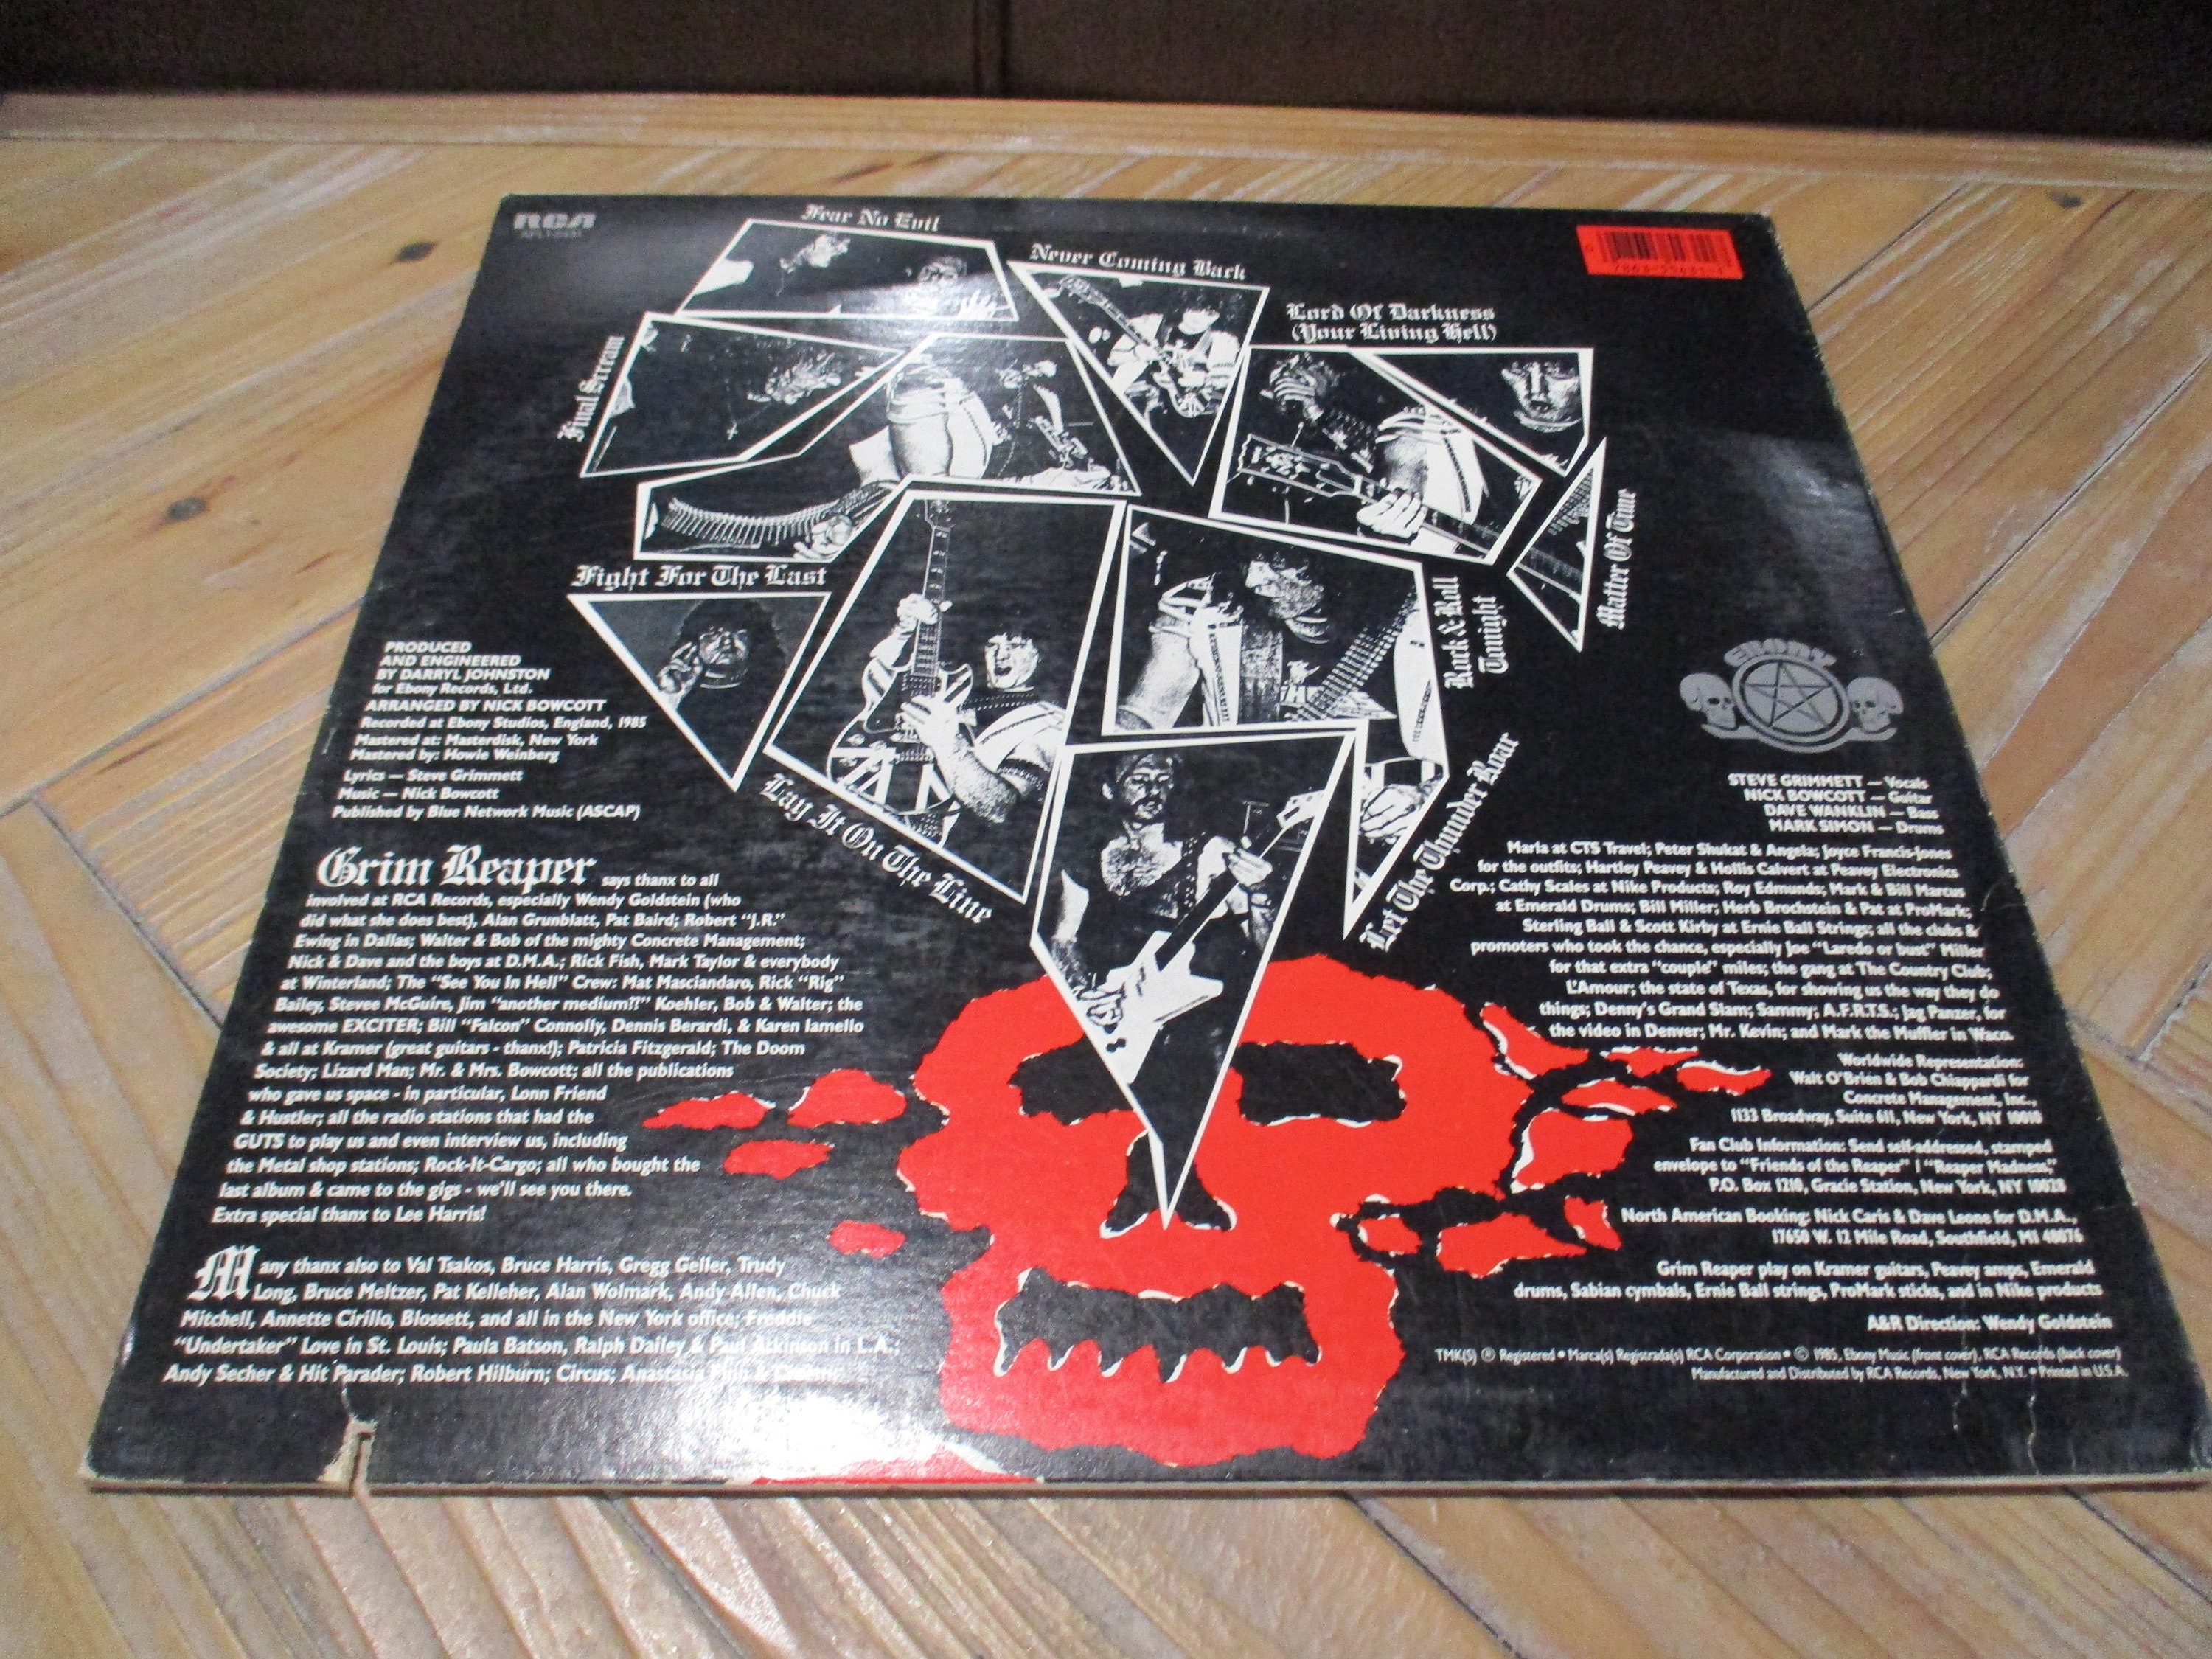 RCA
Fear No Evil
Never Coming Back
Lord Of Darkness
(Your Living Hell)
Final Scream
Matter Of Time
Fight For The Last
Rock & Roll
Tonight
Lay It On The Line
Let The Thunder Roar
PRODUCED
AND ENGINEERED
BY DARRYL JOHNSTON
for Ebony Records, Ltd.
ARRANGED BY NICK BOWCOTT
Recorded at Ebony Studios, England, 1985
Mastered at: Masterdisk, New York
Mastered by: Howie Weinberg
Lyrics — Steve Grimmett
Music — Nick Bowcott
Published by Blue Network Music (ASCAP)
Grim Reaper says thanx to all
involved at RCA Records, especially Wendy Goldstein (who
did what she does best), Alan Grunblatt, Pat Baird; Robert "J.R."
Ewing in Dallas; Walter & Bob of the mighty Concrete Management;
Nick & Dave and the boys at D.M.A.; Rick Fish, Mark Taylor & everybody
at Winterland; The "See You In Hell" Crew: Mat Masciandaro, Rick "Rig"
Bailey, Stevee McGuire, Jim "another medium??" Koehler, Bob & Walter; the
awesome EXCITER; Bill "Falcon" Connolly, Dennis Berardi, & Karen Iamello
& all at Kramer (great guitars - thanx!); Patricia Fitzgerald; The Doom
Society; Lizard Man; Mr. & Mrs. Bowcott; all the publications
who gave us space - in particular, Lonn Friend
& Hustler; all the radio stations that had the
GUTS to play us and even interview us, including
the Metal shop stations; Rock-It-Cargo; all who bought the
last album & came to the gigs - we'll see you there.
Extra special thanx to Lee Harris!
Many thanx also to Val Tsakos, Bruce Harris, Gregg Geller, Trudy
Long, Bruce Meltzer, Pat Kelleher, Alan Wolmark, Andy Allen, Chuck
Mitchell, Annette Cirillo, Blossett, and all in the New York office; Freddie
"Undertaker" Love in St. Louis; Paula Batson, Ralph Dailey & Paul Atkinson in L.A.;
Andy Secher & Hit Parader; Robert Hilburn; Circus;
EBONY
STEVE GRIMMETT — Vocals
NICK BOWCOTT — Guitar
DAVE WANKLIN — Bass
MARK SIMON — Drums
Marla at CTS Travel; Peter Shukat & Angela; Joyce Francis-Jones
for the outfits; Hartley Peavey & Hollis Calvert at Peavey Electronics
Corp.; Cathy Scales at Nike Products; Roy Edmunds, Mark & Bill Marcus
at Emerald Drums; Bill Miller; Herb Brochstein & Pat at ProMark;
Sterling Ball & Scott Kirby at Ernie Ball Strings; all the clubs &
promoters who took the chance, especially Joe "Laredo or bust" Miller
for that extra "couple" miles; the gang at The Country Club;
L'Amour; the state of Texas, for showing us the way they do
things; Denny's Grand Slam; Sammy; A.F.R.T.S.; Jag Panzer, for
the video in Denver; Mr. Kevin; and Mark the Muffler in Waco.
Worldwide Representation:
Walt O'Brien & Bob Chiappardi for
Concrete Management, Inc.,
1133 Broadway, Suite 611, New York, NY 10010
Fan Club Information: Send self-addressed, stamped
envelope to "Friends of the Reaper" / "Reaper Madness,"
P.O. Box 1210, Gracie Station, New York, NY 10028
North American Booking: Nick Caris & Dave Leone for D.M.A.,
17650 W. 12 Mile Road, Southfield, MI 48076
Grim Reaper play on Kramer guitars, Peavey amps, Emerald
drums, Sabian cymbals, Ernie Ball strings, ProMark sticks, and in Nike products
A&R Direction: Wendy Goldstein
TMK(S) ® Registered • Marca(s) Registrada(s) RCA Corporation • © 1985, Ebony Music (front cover), RCA Records (back cover)
Manufactured and Distributed by RCA Records, New York, N.Y. • Printed in U.S.A.